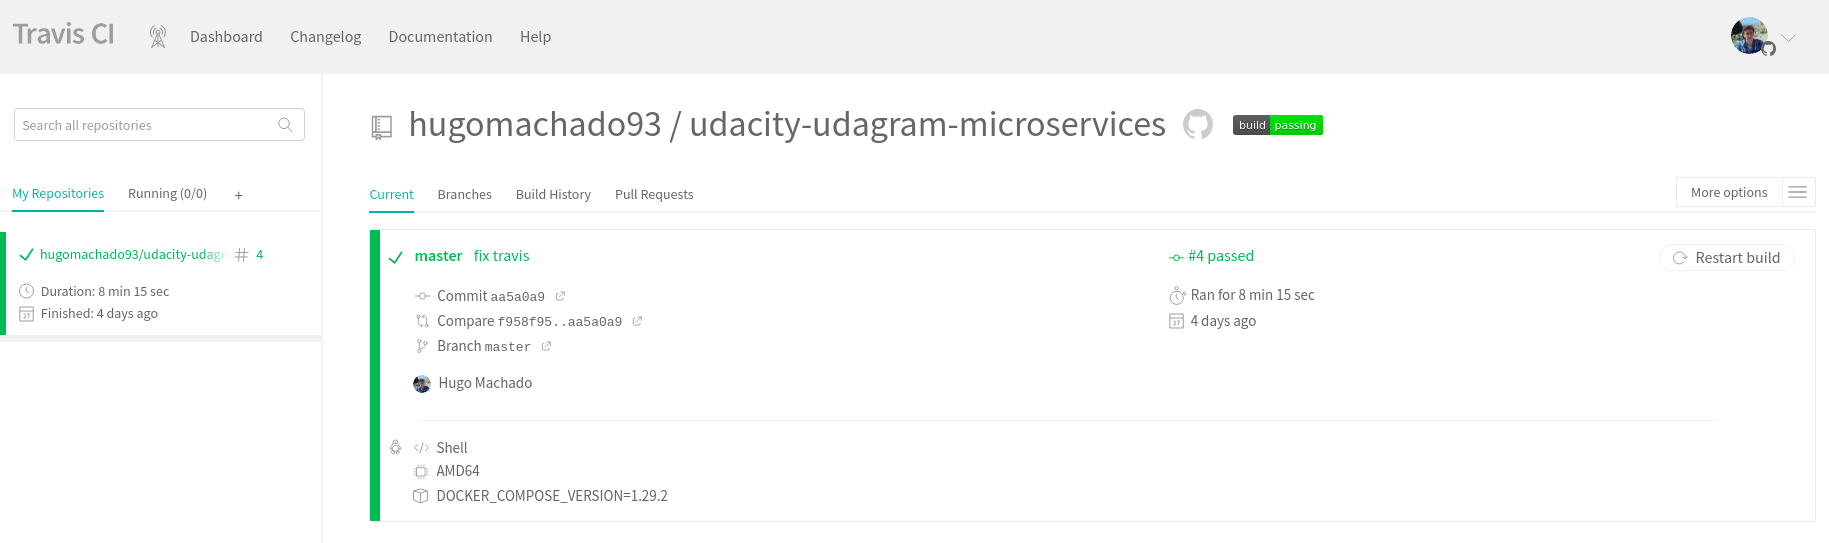 Travis CI
Dashboard Changelog Documentation Help
Search all repositories
My Repositories Running (0/0) +
hugomachado93/udacity-udagr # 4
Duration: 8 min 15 sec
Finished: 4 days ago
hugomachado93 / udacity-udagram-microservices build passing
Current Branches Build History Pull Requests More options
master fix travis
Commit aa5a0a9
Compare f958f95..aa5a0a9
Branch master
Hugo Machado
#4 passed
Ran for 8 min 15 sec
4 days ago
Restart build
Shell
AMD64
DOCKER_COMPOSE_VERSION=1.29.2